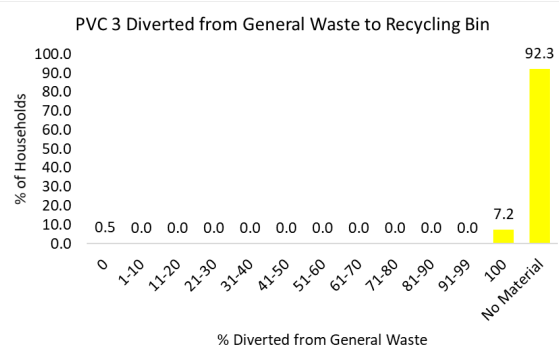 PVC 3 Diverted from General Waste to Recycling Bin
% of Households
100.0
90.0
80.0
70.0
60.0
50.0
40.0
30.0
20.0
10.0
0.0
0.5 0.0 0.0 0.0 0.0 0.0 0.0 0.0 0.0 0.0 0.0 7.2 92.3
0 1-10 11-20 21-30 31-40 41-50 51-60 61-70 71-80 81-90 91-99 100 No Material
% Diverted from General Waste